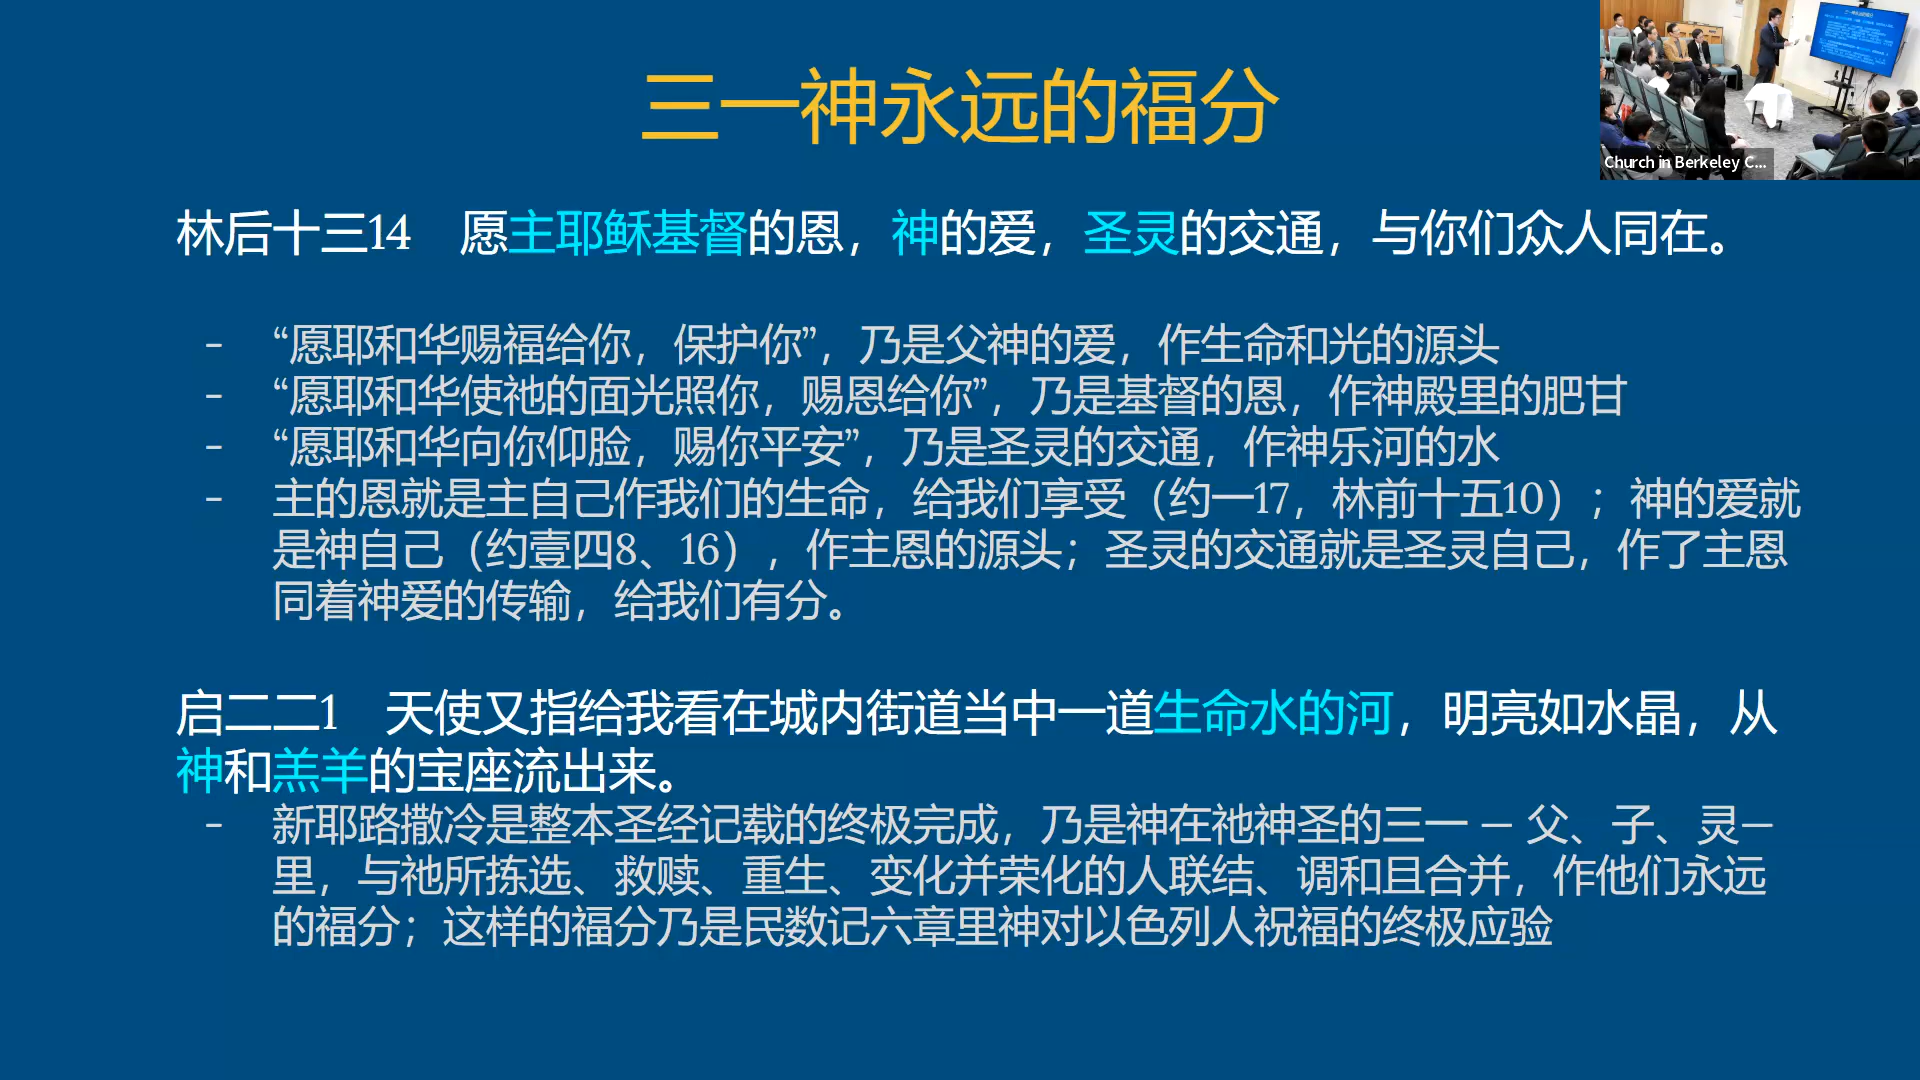 三一神永远的福分
Church in Berkeley C...
林后十三14 愿主耶稣基督的恩，神的爱，圣灵的交通，与你们众人同在。
- “愿耶和华赐福给你，保护你”，乃是父神的爱，作生命和光的源头
- “愿耶和华使祂的面光照你，赐恩给你”，乃是基督的恩，作神殿里的肥甘
- “愿耶和华向你仰脸，赐你平安”，乃是圣灵的交通，作神乐河的水
- 主的恩就是主自己作我们的生命，给我们享受（约一17，林前十五10）；神的爱就
是神自己（约壹四8、16），作主恩的源头；圣灵的交通就是圣灵自己，作了主恩
同着神爱的传输，给我们有分。
启二二1 天使又指给我看在城内街道当中一道生命水的河，明亮如水晶，从
神和羔羊的宝座流出来。
- 新耶路撒冷是整本圣经记载的终极完成，乃是神在祂神圣的三一 — 父、子、灵—
里，与祂所拣选、救赎、重生、变化并荣化的人联结、调和且合并，作他们永远
的福分；这样的福分乃是民数记六章里神对以色列人祝福的终极应验